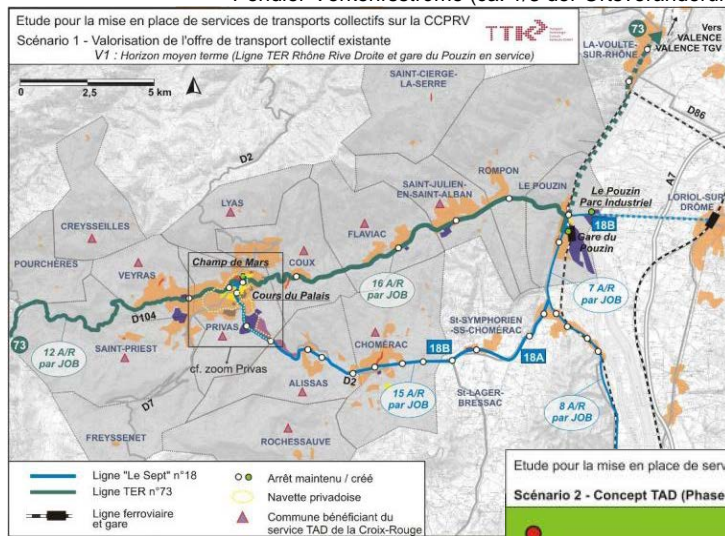 Etude pour la mise en place de services de transports collectifs sur la CCPRV
Scénario 1 - Valorisation de l'offre de transport collectif existante
V1 : Horizon moyen terme (Ligne TER Rhône Rive Droite et gare du Pouzin en service)
TTK
73
Vers
VALENCE
VALENCE TGV
LA-VOULTE-
SUR-RHÔNE
0 2,5 5 km
SAINT-CIERGE-
LA-SERRE
D86
D2
A7
ROMPON
SAINT-JULIEN-
EN-SAINT-ALBAN
LE POUZIN
Le Pouzin
Parc Industriel
LORIOL-SUR-
DRÔME
LYAS
CREYSSEILLES
FLAVIAC
18B
Gare du
Pouzin
POURCHÈRES
Champ de Mars
COUX
VEYRAS
Cours du Palais
16 A/R
par JOB
7 A/R
par JOB
D104
St-SYMPHORIEN
-SS-CHOMÉRAC
PRIVAS
73
12 A/R
par JOB
SAINT-PRIEST
CHOMÉRAC
18B
18A
cf. zoom Privas
D2
ALISSAS
15 A/R
par JOB
St-LAGER-
BRESSAC
8 A/R
par JOB
D7
FREYSSENET
ROCHESSAUVE
Ligne "Le Sept" n°18
Ligne TER n°73
Ligne ferroviaire
et gare
Arrêt maintenu / créé
Navette privadoise
Commune bénéficiant du
service TAD de la Croix-Rouge
Etude pour la mise en place de serv
Scénario 2 - Concept TAD (Phase